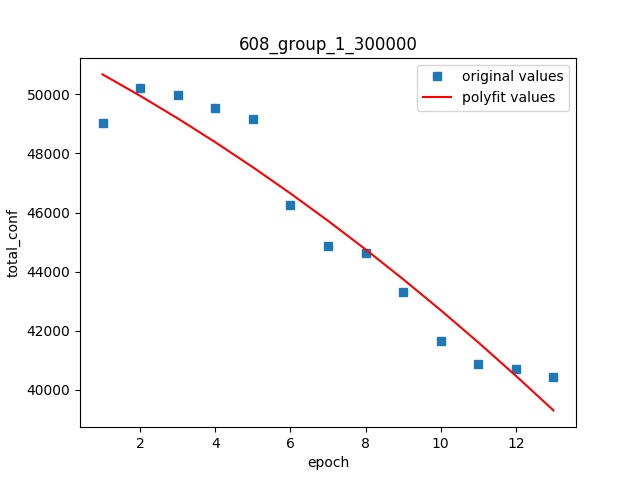 608_group_1_300000
original values
polyfit values
total_conf
50000
48000
46000
44000
42000
40000
2 4 6 8 10 12
epoch